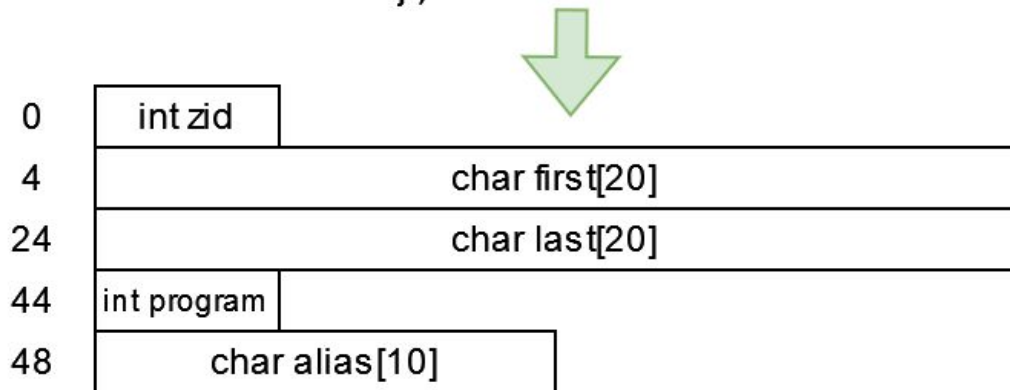 0 int zid
4 char first[20]
24 char last[20]
44 int program
48 char alias[10]